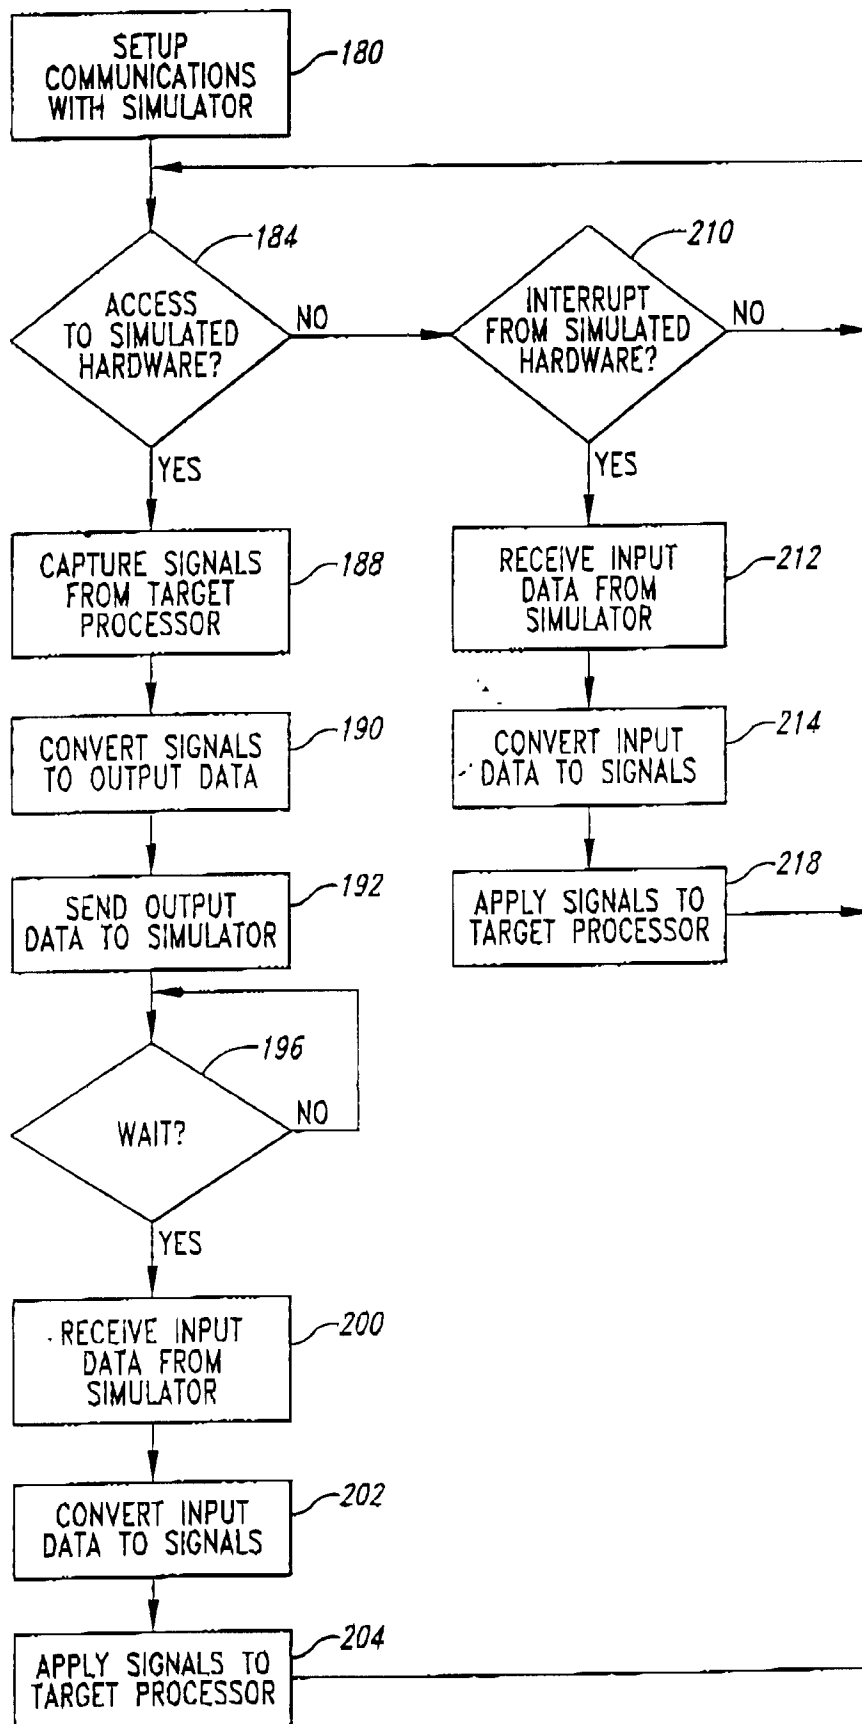 SETUP
COMMUNICATIONS
WITH SIMULATOR
180
184
ACCESS
TO SIMULATED
HARDWARE?
NO
YES
210
INTERRUPT
FROM SIMULATED
HARDWARE?
NO
YES
CAPTURE SIGNALS
FROM TARGET
PROCESSOR
188
RECEIVE INPUT
DATA FROM
SIMULATOR
212
CONVERT SIGNALS
TO OUTPUT DATA
190
CONVERT INPUT
DATA TO SIGNALS
214
SEND OUTPUT
DATA TO SIMULATOR
192
APPLY SIGNALS TO
TARGET PROCESSOR
218
196
WAIT?
NO
YES
RECEIVE INPUT
DATA FROM
SIMULATOR
200
CONVERT INPUT
DATA TO SIGNALS
202
APPLY SIGNALS TO
TARGET PROCESSOR
204